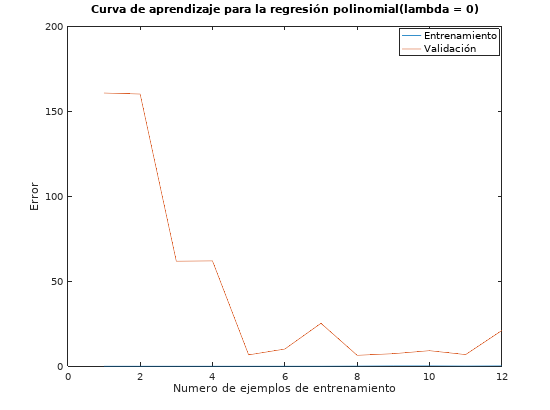 Curva de aprendizaje para la regresión polinomial(lambda = 0)
200
150
100
50
0
Error
Entrenamiento
Validación
0 2 4 6 8 10 12
Numero de ejemplos de entrenamiento